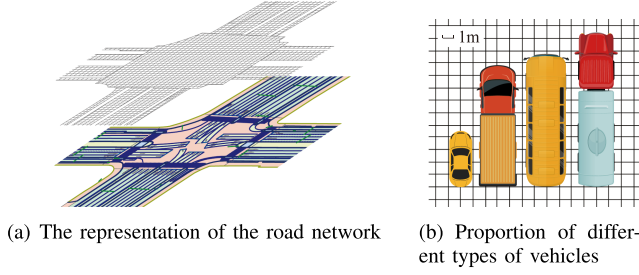 1m
(a) The representation of the road network
(b) Proportion of differ-
ent types of vehicles